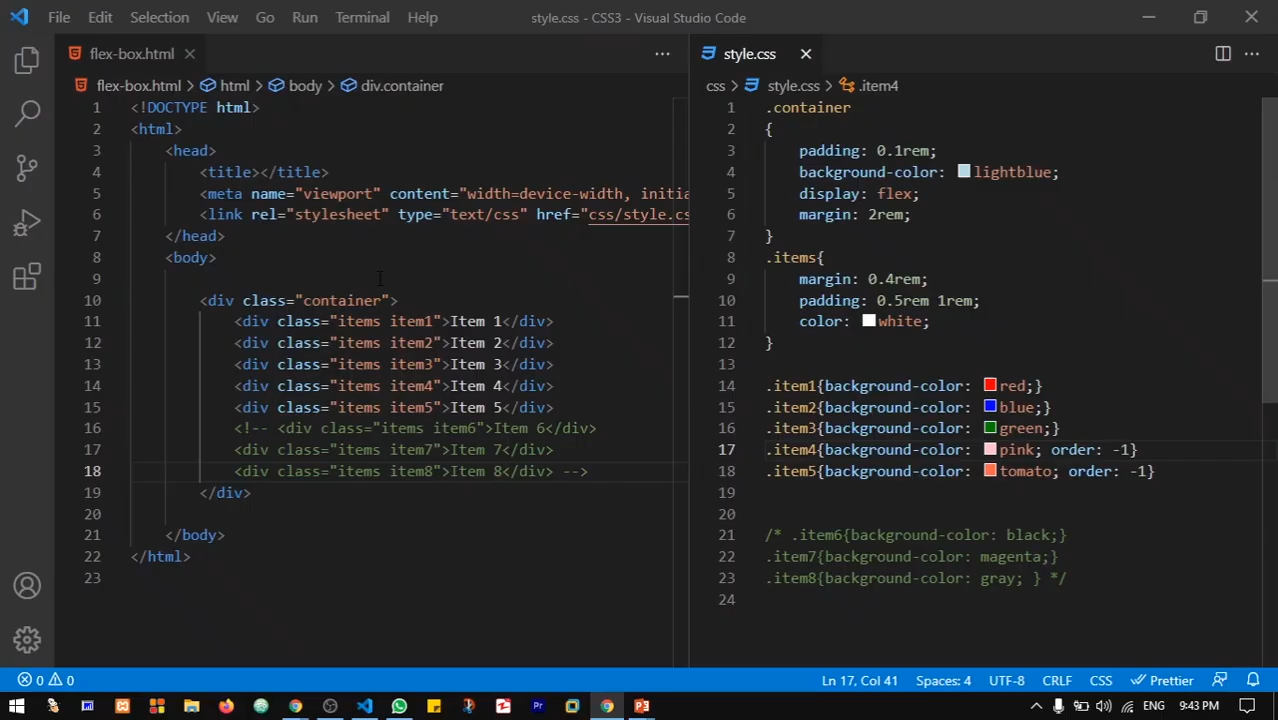 File Edit Selection View Go Run Terminal Help style.css - CSS3 - Visual Studio Code
flex-box.html
flex-box.html > html > body > div.container
1 <!DOCTYPE html>
2 <html>
3 <head>
4 <title></title>
5 <meta name="viewport" content="width=device-width, initia
6 <link rel="stylesheet" type="text/css" href="css/style.cs
7 </head>
8 <body>
9
10 <div class="container">
11 <div class="items item1">Item 1</div>
12 <div class="items item2">Item 2</div>
13 <div class="items item3">Item 3</div>
14 <div class="items item4">Item 4</div>
15 <div class="items item5">Item 5</div>
16 <!-- <div class="items item6">Item 6</div>
17 <div class="items item7">Item 7</div>
18 <div class="items item8">Item 8</div> -->
19 </div>
20
21 </body>
22 </html>
23
style.css
css > style.css > .item4
1 .container
2 {
3 padding: 0.1rem;
4 background-color: lightblue;
5 display: flex;
6 margin: 2rem;
7 }
8 .items{
9 margin: 0.4rem;
10 padding: 0.5rem 1rem;
11 color: white;
12 }
13
14 .item1{background-color: red;}
15 .item2{background-color: blue;}
16 .item3{background-color: green;}
17 .item4{background-color: pink; order: -1}
18 .item5{background-color: tomato; order: -1}
19
20
21 /* .item6{background-color: black;}
22 .item7{background-color: magenta;}
23 .item8{background-color: gray; } */
24
0 0 Ln 17, Col 41 Spaces: 4 UTF-8 CRLF CSS Prettier
Pr 9:43 PM